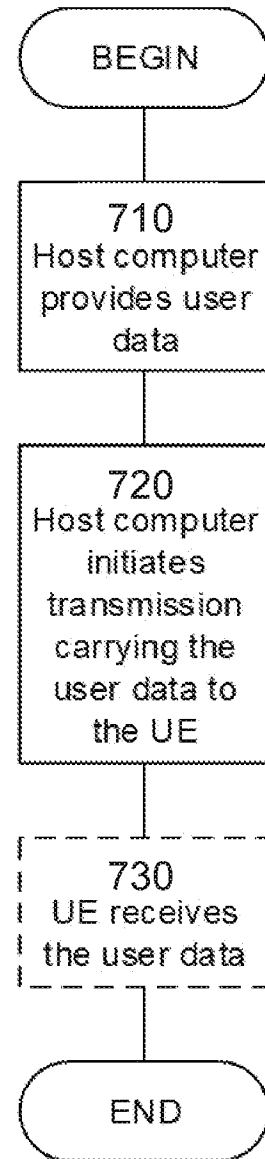 BEGIN
710
Host computer
provides user
data
720
Host computer
initiates
transmission
carrying the
user data to
the UE
730
UE receives
the user data
END